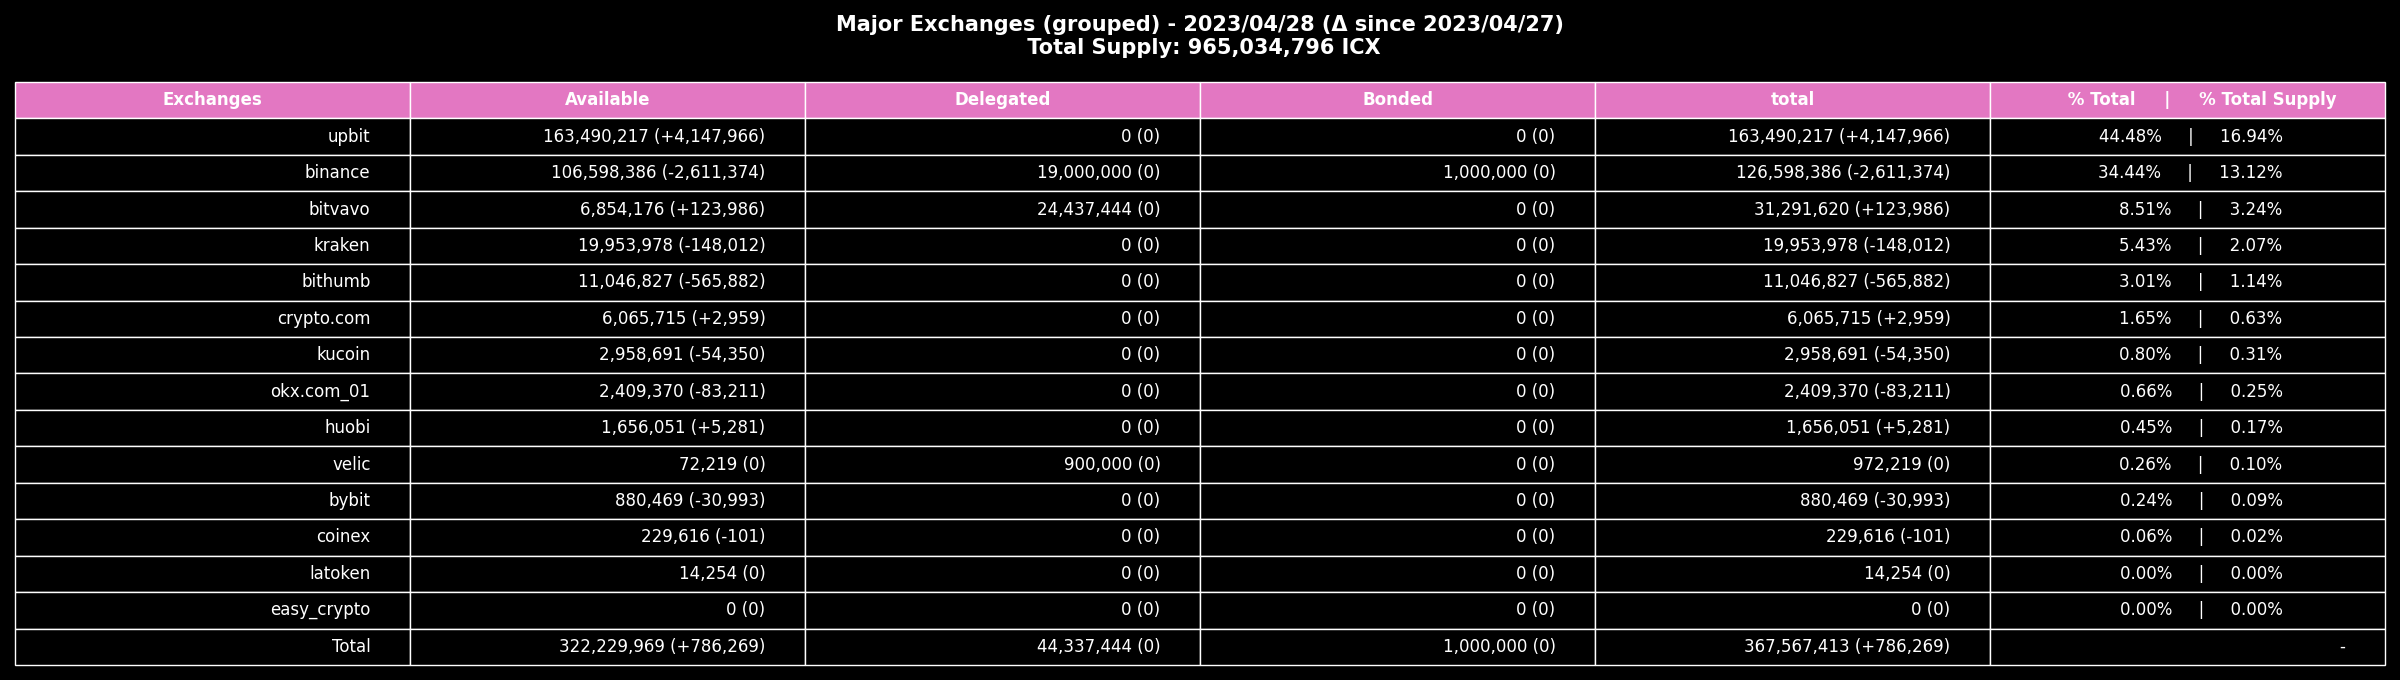 Major Exchanges (grouped) - 2023/04/28 (Δ since 2023/04/27)
Total Supply: 965,034,796 ICX
Exchanges Available Delegated Bonded total % Total | % Total Supply
upbit 163,490,217 (+4,147,966) 0 (0) 0 (0) 163,490,217 (+4,147,966) 44.48% | 16.94%
binance 106,598,386 (-2,611,374) 19,000,000 (0) 1,000,000 (0) 126,598,386 (-2,611,374) 34.44% | 13.12%
bitvavo 6,854,176 (+123,986) 24,437,444 (0) 0 (0) 31,291,620 (+123,986) 8.51% | 3.24%
kraken 19,953,978 (-148,012) 0 (0) 0 (0) 19,953,978 (-148,012) 5.43% | 2.07%
bithumb 11,046,827 (-565,882) 0 (0) 0 (0) 11,046,827 (-565,882) 3.01% | 1.14%
crypto.com 6,065,715 (+2,959) 0 (0) 0 (0) 6,065,715 (+2,959) 1.65% | 0.63%
kucoin 2,958,691 (-54,350) 0 (0) 0 (0) 2,958,691 (-54,350) 0.80% | 0.31%
okx.com_01 2,409,370 (-83,211) 0 (0) 0 (0) 2,409,370 (-83,211) 0.66% | 0.25%
huobi 1,656,051 (+5,281) 0 (0) 0 (0) 1,656,051 (+5,281) 0.45% | 0.17%
velic 72,219 (0) 900,000 (0) 0 (0) 972,219 (0) 0.26% | 0.10%
bybit 880,469 (-30,993) 0 (0) 0 (0) 880,469 (-30,993) 0.24% | 0.09%
coinex 229,616 (-101) 0 (0) 0 (0) 229,616 (-101) 0.06% | 0.02%
latoken 14,254 (0) 0 (0) 0 (0) 14,254 (0) 0.00% | 0.00%
easy_crypto 0 (0) 0 (0) 0 (0) 0 (0) 0.00% | 0.00%
Total 322,229,969 (+786,269) 44,337,444 (0) 1,000,000 (0) 367,567,413 (+786,269) -